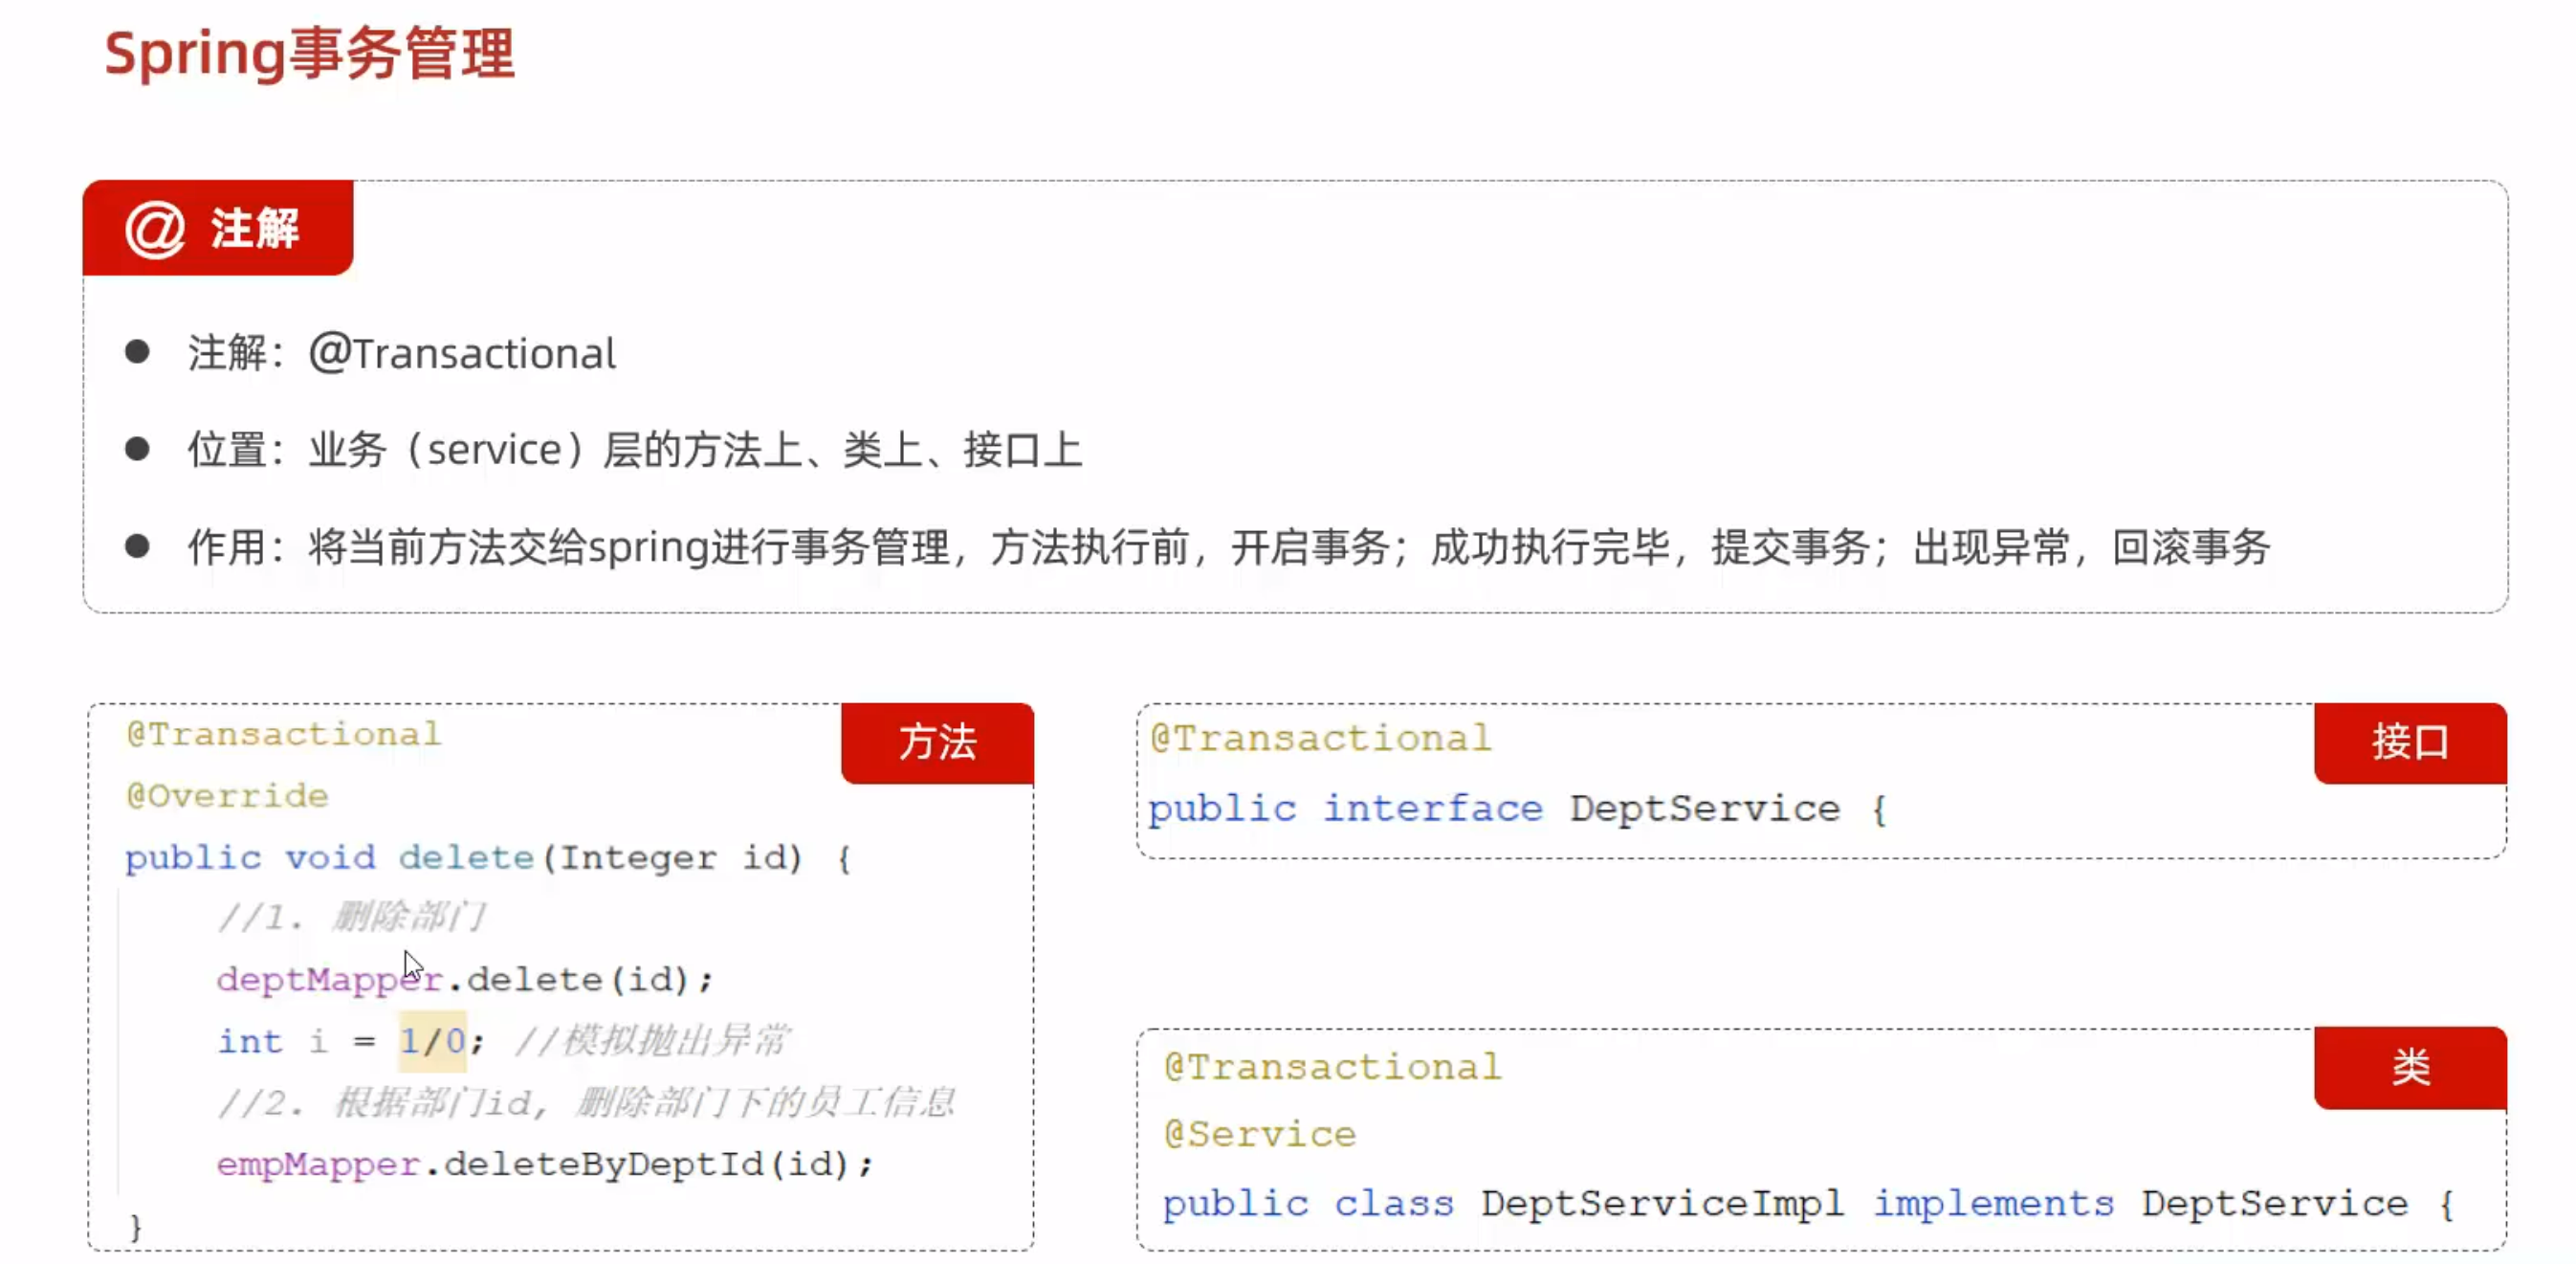 Spring事务管理
@ 注解
● 注解：@Transactional
● 位置：业务（service）层的方法上、类上、接口上
● 作用：将当前方法交给spring进行事务管理，方法执行前，开启事务；成功执行完毕，提交事务；出现异常，回滚事务
方法
@Transactional
@Override
public void delete(Integer id) {
//1. 删除部门
deptMapper.delete(id);
int i = 1/0; //模拟抛出异常
//2. 根据部门id, 删除部门下的员工信息
empMapper.deleteByDeptId(id);
}
接口
@Transactional
public interface DeptService {
类
@Transactional
@Service
public class DeptServiceImpl implements DeptService {